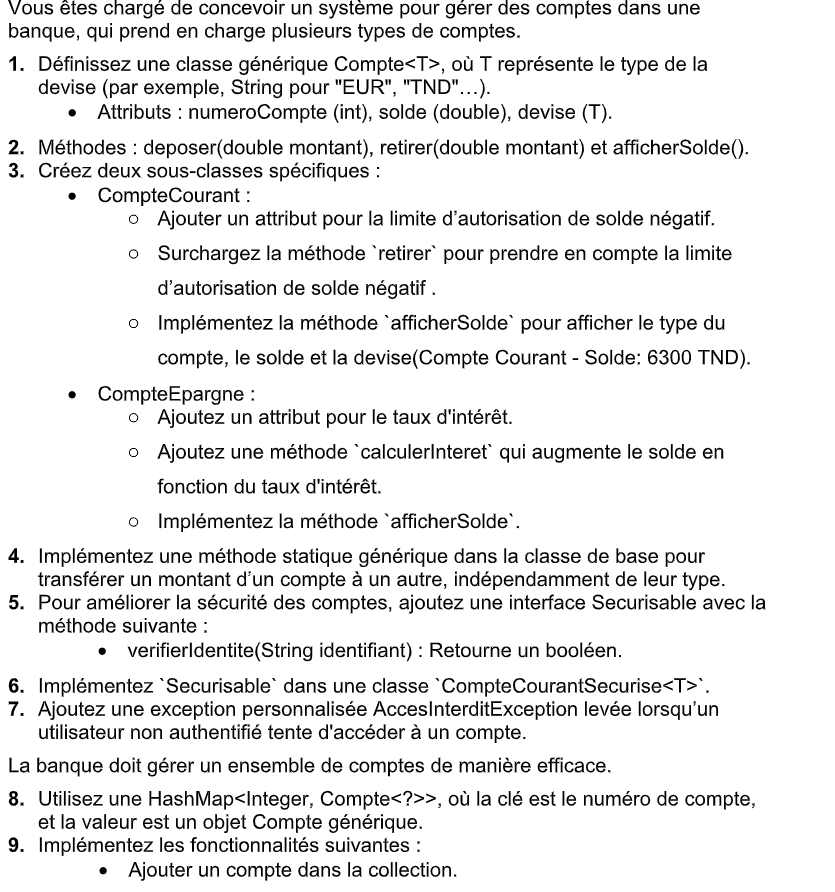 Vous êtes chargé de concevoir un système pour gérer des comptes dans une
banque, qui prend en charge plusieurs types de comptes.
1. Définissez une classe générique Compte<T>, où T représente le type de la
devise (par exemple, String pour "EUR", "TND"…).
• Attributs : numeroCompte (int), solde (double), devise (T).
2. Méthodes : deposer(double montant), retirer(double montant) et afficherSolde().
3. Créez deux sous-classes spécifiques :
• CompteCourant :
○ Ajouter un attribut pour la limite d’autorisation de solde négatif.
○ Surchargez la méthode `retirer` pour prendre en compte la limite
d’autorisation de solde négatif .
○ Implémentez la méthode `afficherSolde` pour afficher le type du
compte, le solde et la devise(Compte Courant - Solde: 6300 TND).
• CompteEpargne :
○ Ajoutez un attribut pour le taux d'intérêt.
○ Ajoutez une méthode `calculerInteret` qui augmente le solde en
fonction du taux d'intérêt.
○ Implémentez la méthode `afficherSolde`.
4. Implémentez une méthode statique générique dans la classe de base pour
transférer un montant d’un compte à un autre, indépendamment de leur type.
5. Pour améliorer la sécurité des comptes, ajoutez une interface Securisable avec la
méthode suivante :
• verifierIdentite(String identifiant) : Retourne un booléen.
6. Implémentez `Securisable` dans une classe `CompteCourantSecurise<T>`.
7. Ajoutez une exception personnalisée AccesInterditException levée lorsqu’un
utilisateur non authentifié tente d'accéder à un compte.
La banque doit gérer un ensemble de comptes de manière efficace.
8. Utilisez une HashMap<Integer, Compte<?>>, où la clé est le numéro de compte,
et la valeur est un objet Compte générique.
9. Implémentez les fonctionnalités suivantes :
• Ajouter un compte dans la collection.